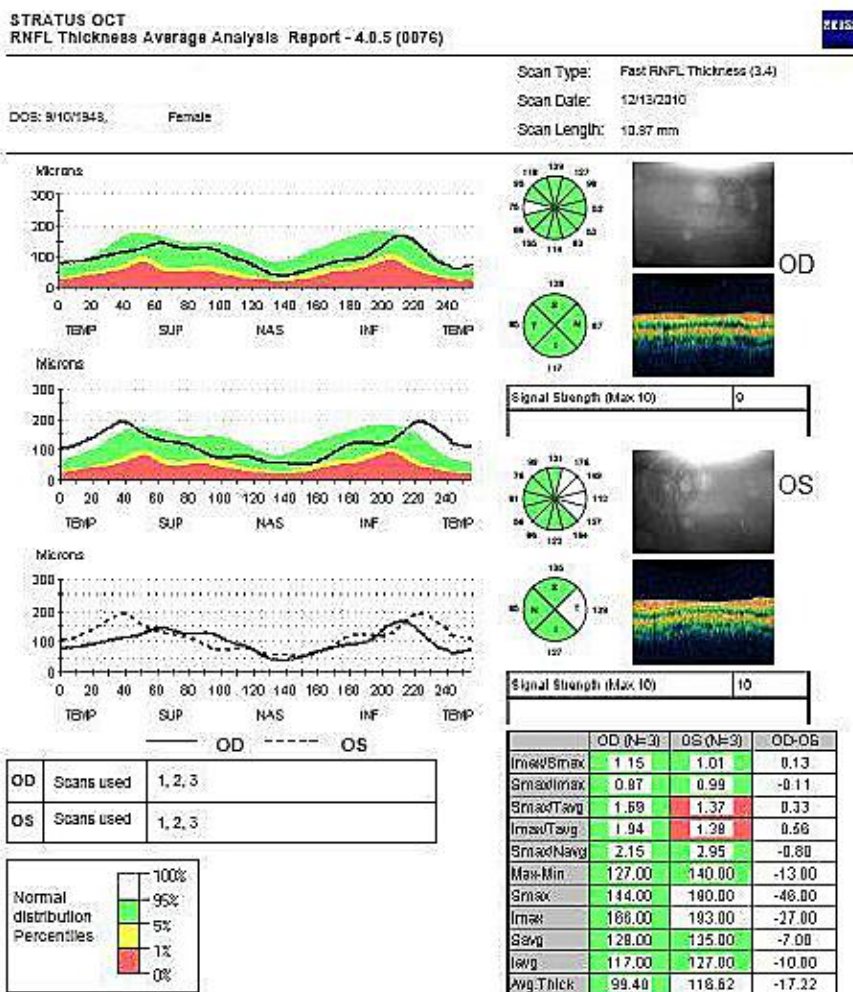 STRATUS OCT
RNFL Thickness Average Analysis Report - 4.0.5 (0076)
ZEISS
Scan Type: Fast RNFL Thickness (3.4)
Scan Date: 12/13/2010
DOB: 9/10/1948, Female
Scan Length: 10.87 mm
Microns
300
200
100
0
0 20 40 60 80 100 120 140 160 180 200 220 240
TEMP SUP NAS INF TEMP
OD
Signal Strength (Max 10) 9
Microns
300
200
100
0
0 20 40 60 80 100 120 140 160 180 200 220 240
TEMP SUP NAS INF TEMP
OS
Microns
300
200
100
0
0 20 40 60 80 100 120 140 160 180 200 220 240
TEMP SUP NAS INF TEMP
Signal Strength (Max 10) 10
OD OS
OD Scans used 1, 2, 3
OS Scans used 1, 2, 3
Normal distribution Percentiles
100%
95%
5%
1%
0%
OD (N=3) OS (N=3) OD-OS
Imax/Smax 1.15 1.01 0.13
Smax/Imax 0.87 0.99 -0.11
Smax/Tavg 1.69 1.37 0.33
Imax/Tavg 1.94 1.38 0.56
Smax/Navg 2.15 2.95 -0.80
Max-Min 127.00 140.00 -13.00
Smax 144.00 190.00 -46.00
Imax 166.00 193.00 -27.00
Savg 128.00 135.00 -7.00
Iavg 117.00 127.00 -10.00
Avg.Thick 99.40 116.62 -17.22